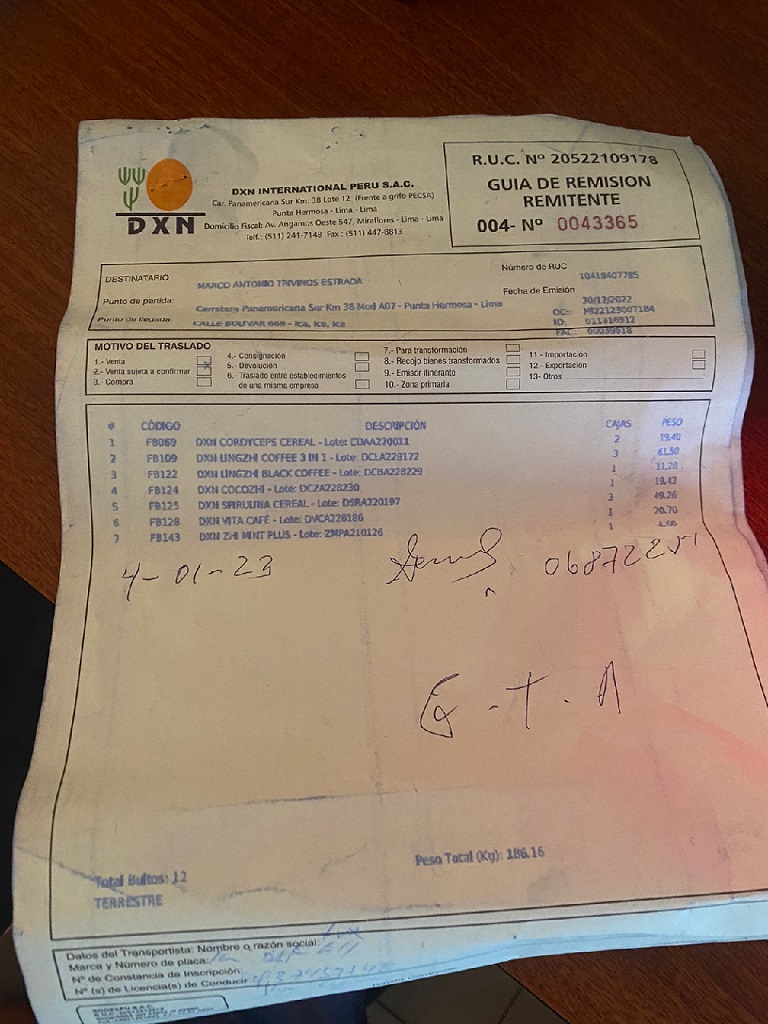 DXN
DXN INTERNATIONAL PERU S.A.C.
Car. Panamericana Sur Km. 38 Lote 12 (Frente a grifo PECSA)
Punta Hermosa - Lima - Lima
Domicilio Fiscal: Av. Angamos Oeste 547, Miraflores - Lima - Lima
Telf.: (511) 241-7148 Fax: (511) 447-8813
R.U.C. Nº 20522109178
GUIA DE REMISION
REMITENTE
004- Nº 0043365
DESTINATARIO MARCO ANTONIO TRIVINOS ESTRADA Número de RUC 10419407785
Punto de partida: Carretera Panamericana Sur Km 38 Mod A07 - Punta Hermosa - Lima Fecha de Emisión 30/12/2022
Punto de llegada: CALLE BOLIVAR 668 - Ica, Ica, Ica
OC:
ID:
FAC:
MOTIVO DEL TRASLADO
1.- Venta
2.- Venta sujeta a confirmar
3.- Compra
4.- Consignación
5.- Devolución
6.- Traslado entre establecimientos
de una misma empresa
7.- Para transformación
8.- Recojo bienes transformados
9.- Emisor itinerante
10.- Zona primaria
11.- Importación
12.- Exportación
13.- Otros
# CÓDIGO DESCRIPCIÓN CAJAS PESO
1 FB069 DXN CORDYCEPS CEREAL - Lote: CDAA220011 2 19.40
2 FB109 DXN LINGZHI COFFEE 3 IN 1 - Lote: DCLA228172 3 61.50
3 FB122 DXN LINGZHI BLACK COFFEE - Lote: DCBA228229 1 11.28
4 FB124 DXN COCOZHI - Lote: DCZA228230 1 19.42
5 FB125 DXN SPIRULINA CEREAL - Lote: DSRA220197 3 49.26
6 FB128 DXN VITA CAFÉ - Lote: DVCA226186 1 20.70
7 FB143 DXN ZHI MINT PLUS - Lote: ZMPA210126 1
4-01-23
G - T - A
Peso Total (Kg): 186.16
Total Bultos: 12
TERRESTRE
Datos del Transportista: Nombre o razón social:
Marca y Número de placa:
Nº de Constancia de Inscripción:
Nº (s) de Licencia(s) de Conducir